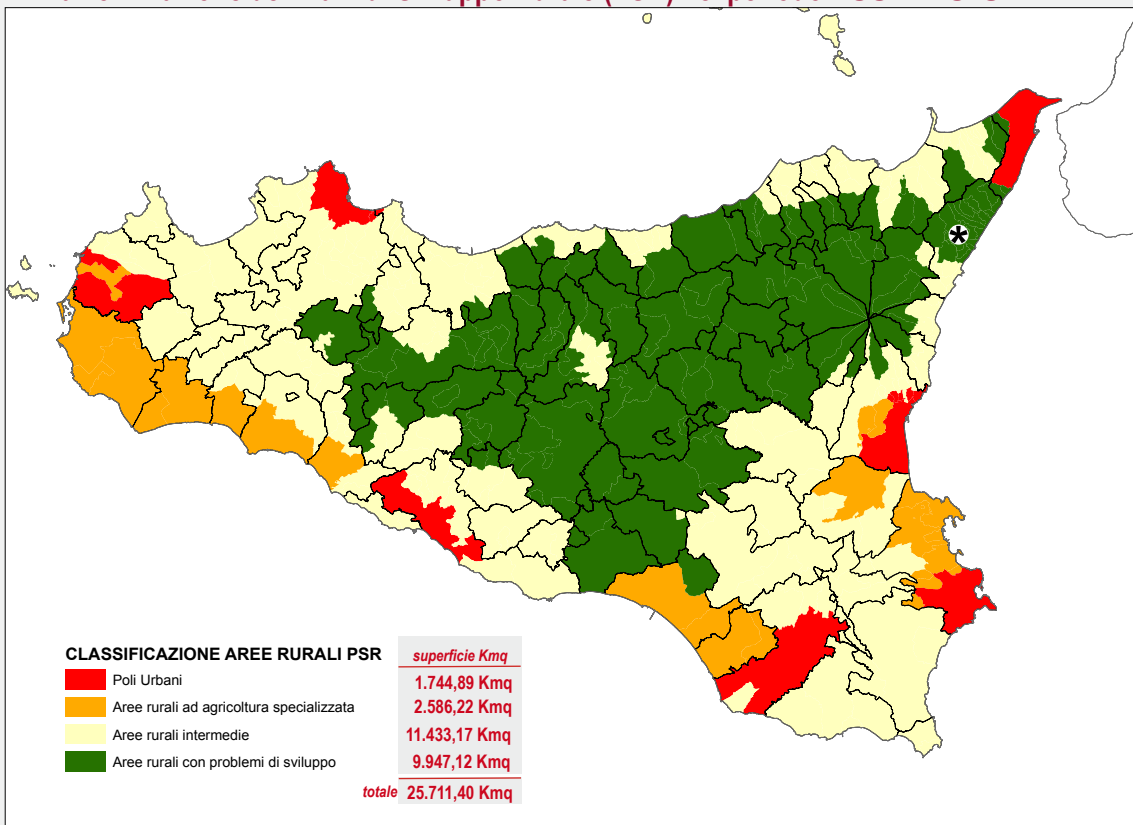 CLASSIFICAZIONE AREE RURALI PSR superficie Kmq
Poli Urbani 1.744,89 Kmq
Aree rurali ad agricoltura specializzata 2.586,22 Kmq
Aree rurali intermedie 11.433,17 Kmq
Aree rurali con problemi di sviluppo 9.947,12 Kmq
totale 25.711,40 Kmq